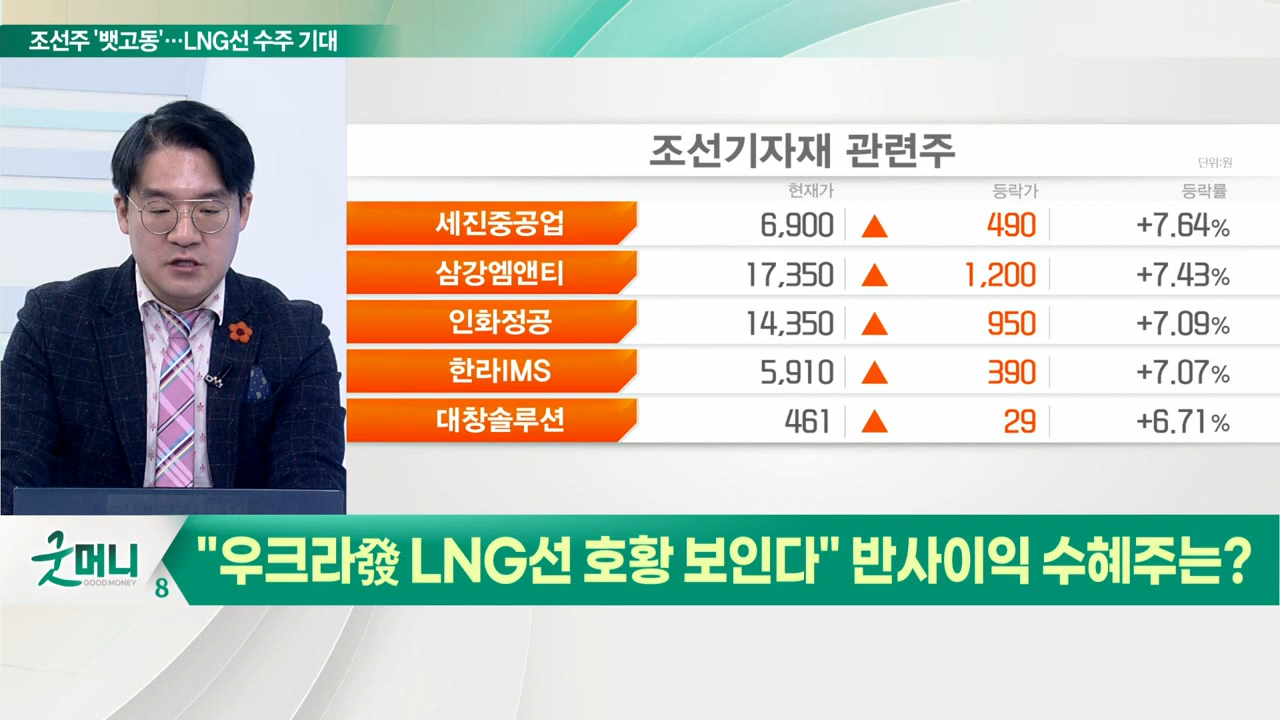 조선주 '뱃고동'…LNG선 수주 기대
조선기자재 관련주
단위:원
현재가 등락가 등락률
세진중공업 6,900 ▲ 490 +7.64%
삼강엠앤티 17,350 ▲ 1,200 +7.43%
인화정공 14,350 ▲ 950 +7.09%
한라IMS 5,910 ▲ 390 +7.07%
대창솔루션 461 ▲ 29 +6.71%
굿머니
GOOD MONEY
8
"우크라發 LNG선 호황 보인다" 반사이익 수혜주는?